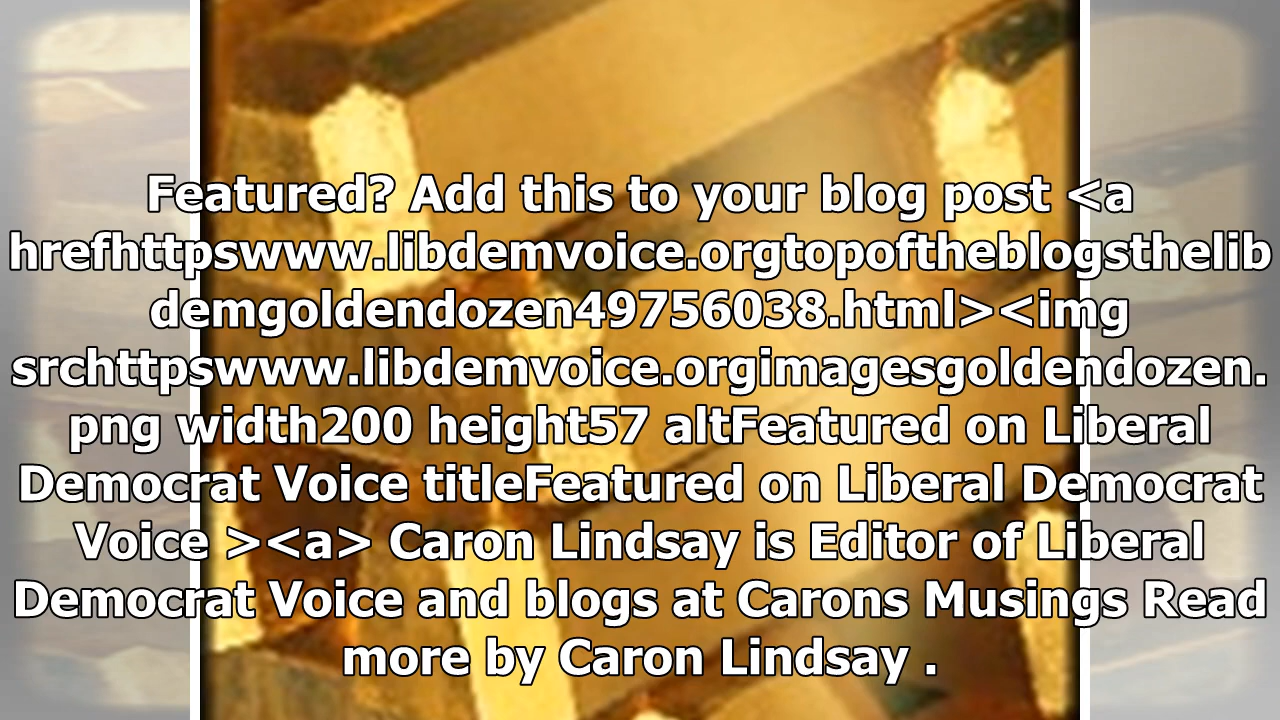 Featured? Add this to your blog post <a
hrefhttpswww.libdemvoice.orgtopoftheblogsthelib
demgoldendozen49756038.html><img
srchttpswww.libdemvoice.orgimagesgoldendozen.
png width200 height57 altFeatured on Liberal
Democrat Voice titleFeatured on Liberal Democrat
Voice ><a> Caron Lindsay is Editor of Liberal
Democrat Voice and blogs at Carons Musings Read
more by Caron Lindsay .